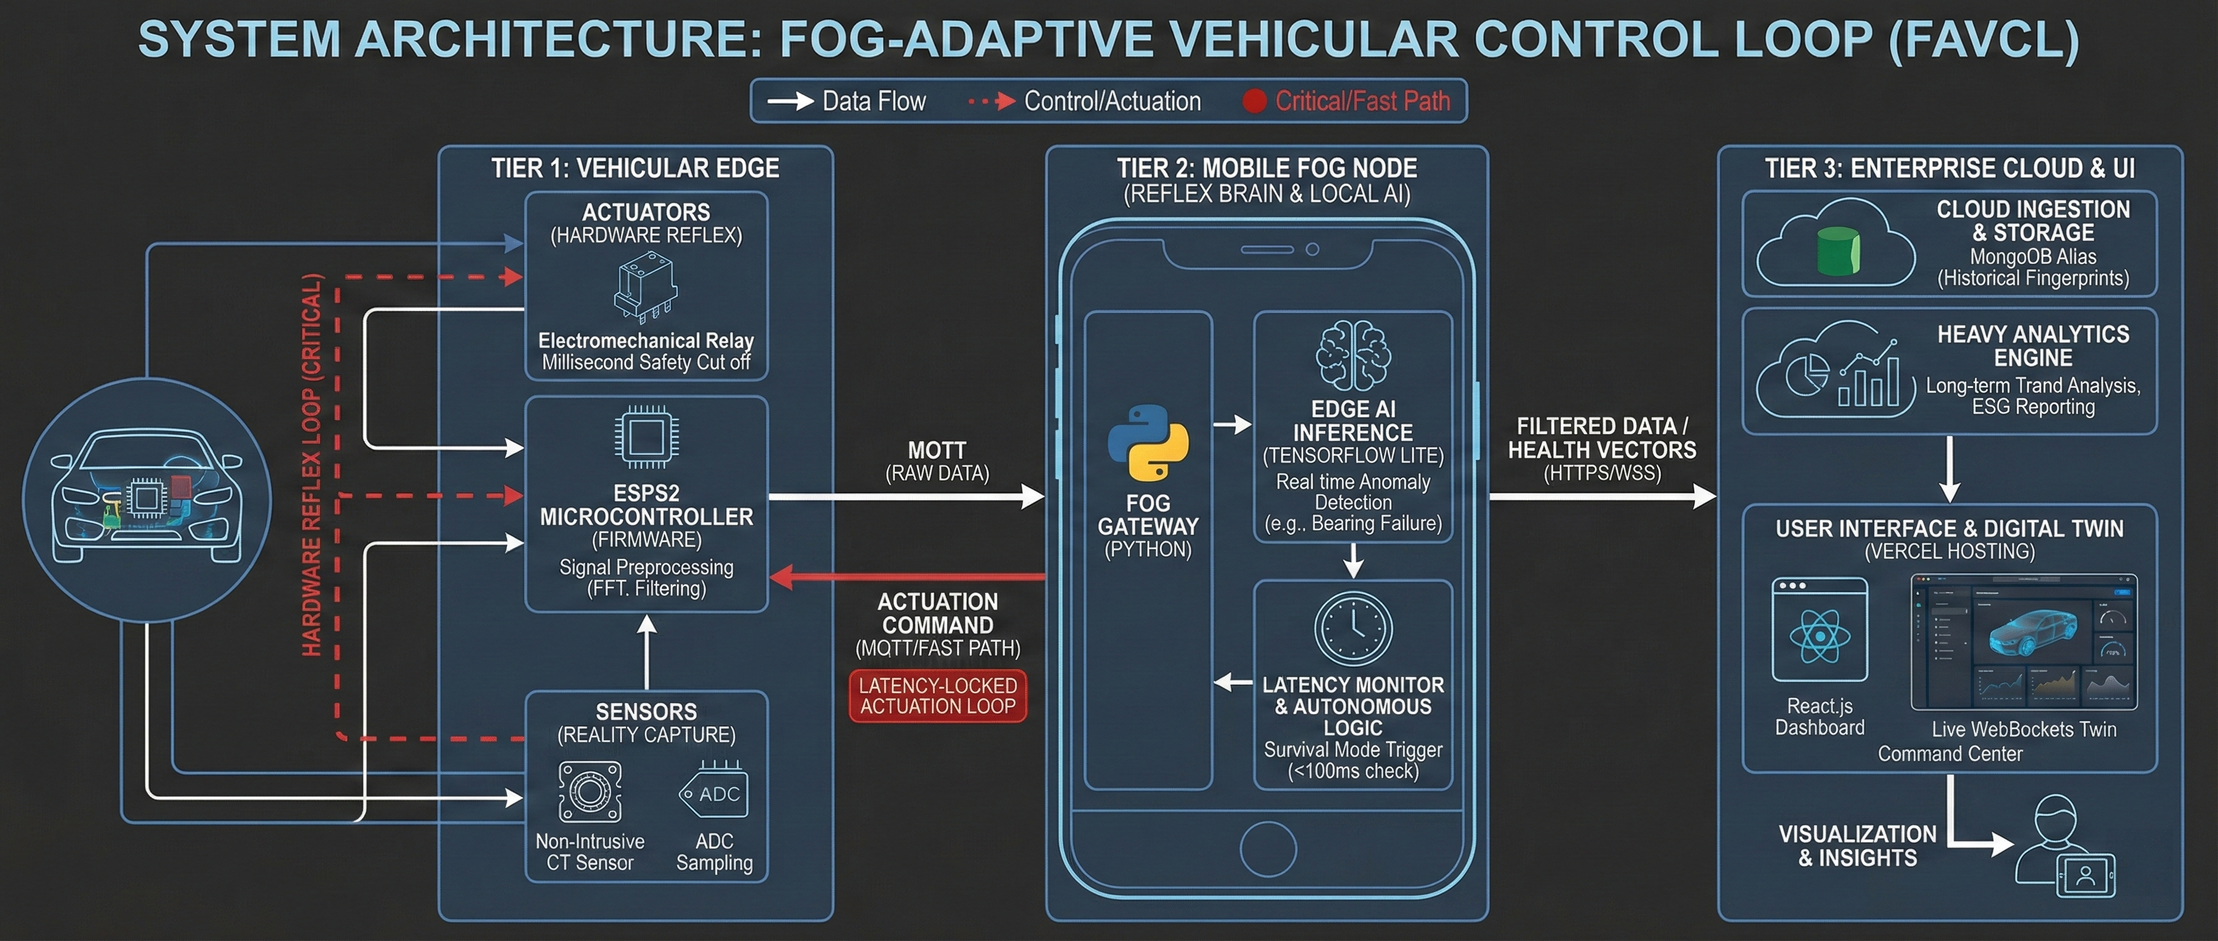 SYSTEM ARCHITECTURE: FOG-ADAPTIVE VEHICULAR CONTROL LOOP (FAVCL)
Data Flow
Control/Actuation
Critical/Fast Path
HARDWARE REFLEX LOOP (CRITICAL)
TIER 1: VEHICULAR EDGE
ACTUATORS
(HARDWARE REFLEX)
Electromechanical Relay
Millisecond Safety Cut off
ESPS2
MICROCONTROLLER
(FIRMWARE)
Signal Preprocessing
(FFT. Filtering)
SENSORS
(REALITY CAPTURE)
Non-Intrusive
CT Sensor
ADC
ADC
Sampling
MOTT
(RAW DATA)
ACTUATION
COMMAND
(MQTT/FAST PATH)
LATENCY-LOCKED
ACTUATION LOOP
TIER 2: MOBILE FOG NODE
(REFLEX BRAIN & LOCAL AI)
FOG
GATEWAY
(PYTHON)
EDGE AI
INFERENCE
(TENSORFLOW LITE)
Real time Anomaly
Detection
(e.g.. Bearing Failure)
LATENCY MONITOR
& AUTONOMOUS
LOGIC
Survival Mode Trigger
(<100ms check)
FILTERED DATA /
HEALTH VECTORS
(HTTPS/WSS)
TIER 3: ENTERPRISE CLOUD & UI
CLOUD INGESTION
& STORAGE
MongoOB Alias
(Historical Fingerprints)
HEAVY ANALYTICS
ENGINE
Long-term Trand Analysis,
ESG Reporting
USER INTERFACE & DIGITAL TWIN
(VERCEL HOSTING)
React.js
Dashboard
Live WebBockets Twin
Command Center
VISUALIZATION
& INSIGHTS